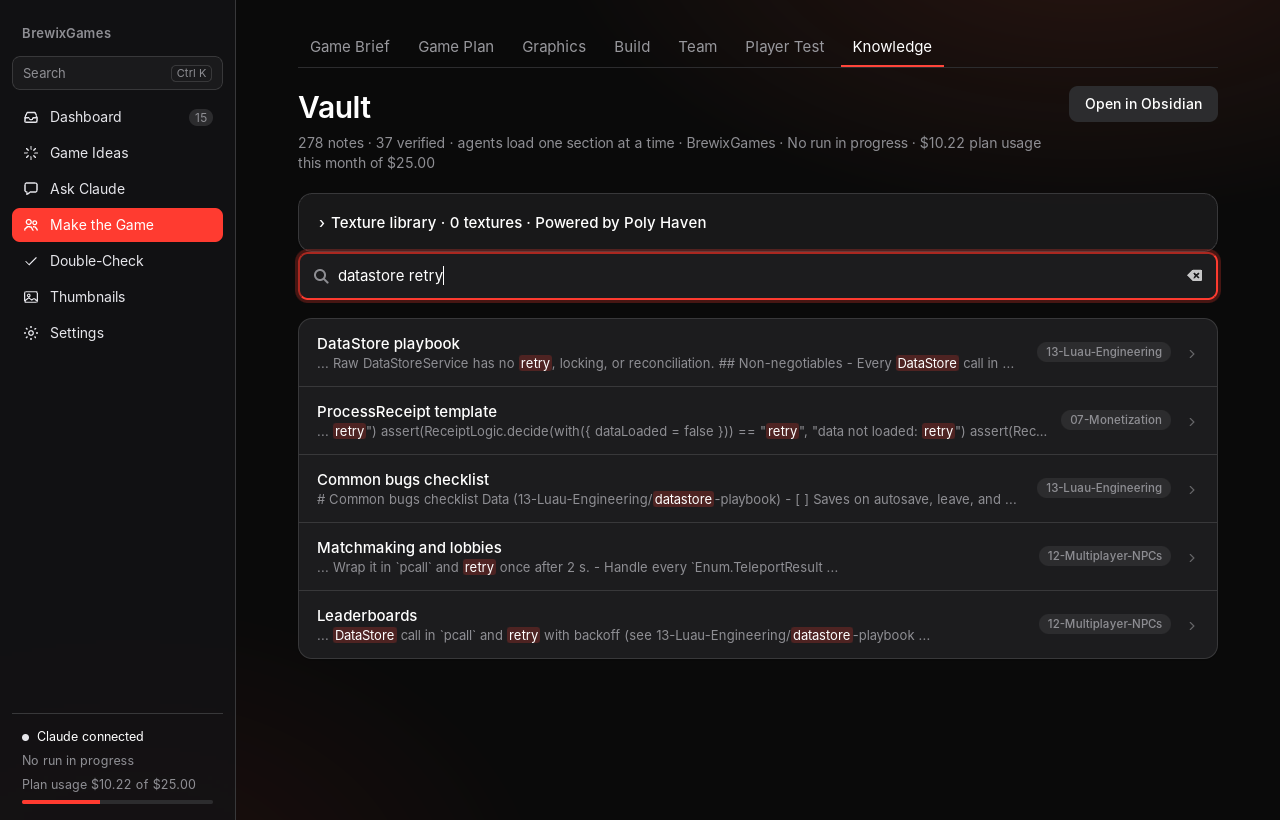 BrewixGames
Search
Ctrl K
Dashboard
15
Game Ideas
Ask Claude
Make the Game
Double-Check
Thumbnails
Settings
Claude connected
No run in progress
Plan usage $10.22 of $25.00
Game Brief
Game Plan
Graphics
Build
Team
Player Test
Knowledge
Vault
Open in Obsidian
278 notes · 37 verified · agents load one section at a time · BrewixGames · No run in progress · $10.22 plan usage
this month of $25.00
› Texture library · 0 textures · Powered by Poly Haven
datastore retry
DataStore playbook
... Raw DataStoreService has no retry, locking, or reconciliation. ## Non-negotiables - Every DataStore call in ...
13-Luau-Engineering
ProcessReceipt template
... retry") assert(ReceiptLogic.decide(with({ dataLoaded = false })) == "retry", "data not loaded: retry") assert(Rec...
07-Monetization
Common bugs checklist
# Common bugs checklist Data (13-Luau-Engineering/datastore-playbook) - [ ] Saves on autosave, leave, and ...
13-Luau-Engineering
Matchmaking and lobbies
... Wrap it in `pcall` and retry once after 2 s. - Handle every `Enum.TeleportResult ...
12-Multiplayer-NPCs
Leaderboards
... DataStore call in `pcall` and retry with backoff (see 13-Luau-Engineering/datastore-playbook ...
12-Multiplayer-NPCs